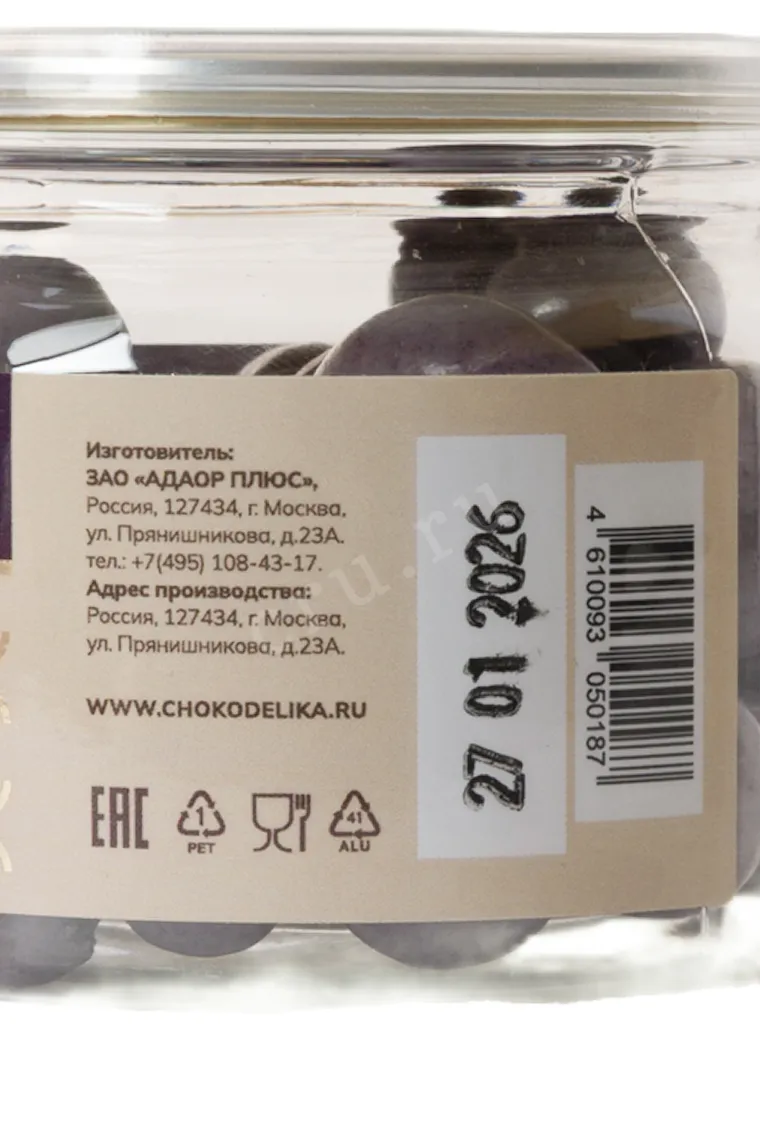 Изготовитель:
ЗАО «АДАОР ПЛЮС»,
Россия, 127434, г. Москва,
ул. Прянишникова, д.23А.
тел.: +7(495) 108-43-17.
Адрес производства:
Россия, 127434, г. Москва,
ул. Прянишникова, д.23А.
WWW.CHOKODELIKA.RU
EAC
1
PET
41
ALU
27 01 2026
4 610093 050187